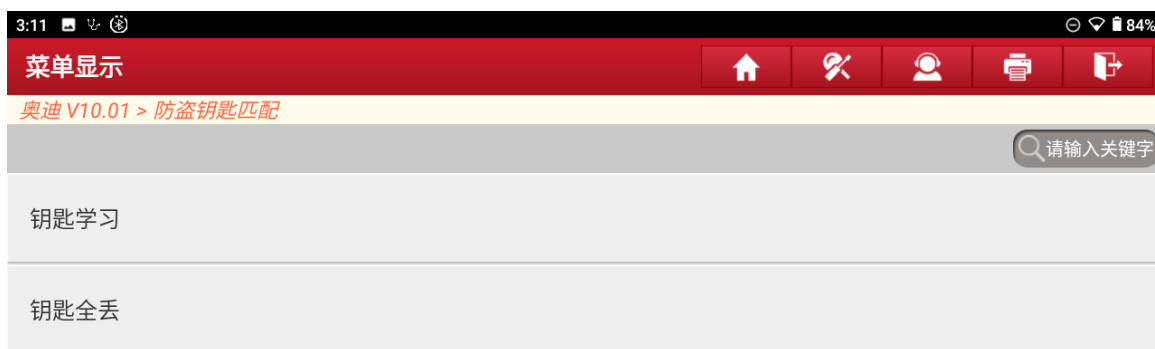 3:11 84%
菜单显示
奥迪 V10.01 > 防盗钥匙匹配
请输入关键字
钥匙学习
钥匙全丢